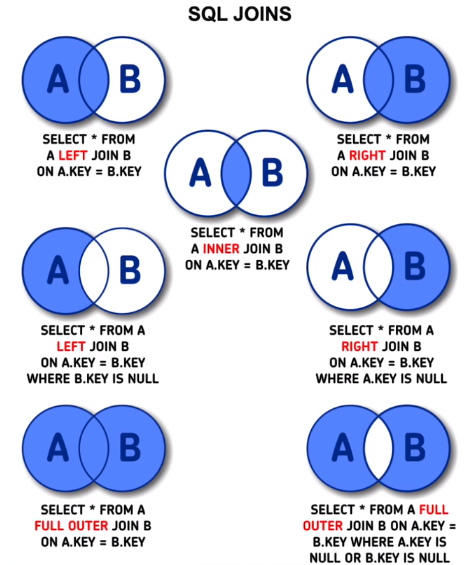 SQL JOINS
A B
SELECT * FROM
A LEFT JOIN B
ON A.KEY = B.KEY
A B
SELECT * FROM
A RIGHT JOIN B
ON A.KEY = B.KEY
A B
SELECT * FROM
A INNER JOIN B
ON A.KEY = B.KEY
A B
SELECT * FROM A
LEFT JOIN B
ON A.KEY = B.KEY
WHERE B.KEY IS NULL
A B
SELECT * FROM A
RIGHT JOIN B
ON A.KEY = B.KEY
WHERE A.KEY IS NULL
A B
SELECT * FROM A
FULL OUTER JOIN B
ON A.KEY = B.KEY
A B
SELECT * FROM A FULL
OUTER JOIN B ON A.KEY =
B.KEY WHERE A.KEY IS
NULL OR B.KEY IS NULL